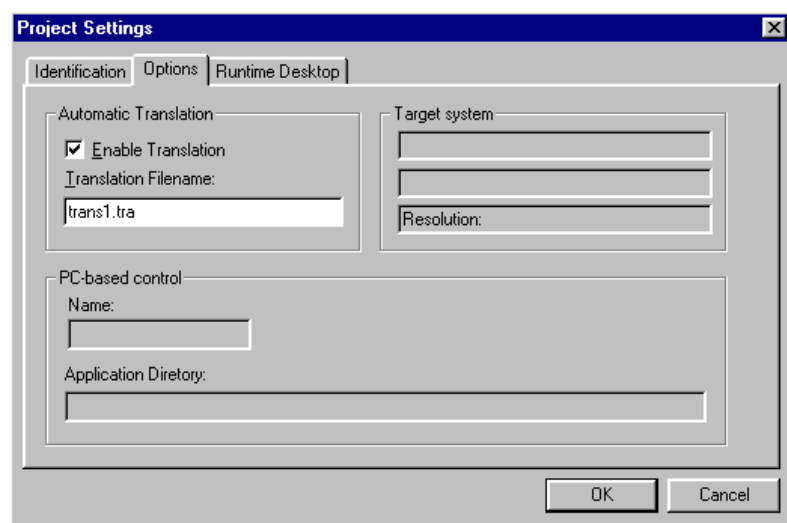 Project Settings
Identification
Options
Runtime Desktop
Automatic Translation
Enable Translation
Translation Filename:
trans1.tra
Target system
Resolution:
PC-based control
Name:
Application Diretory:
OK
Cancel